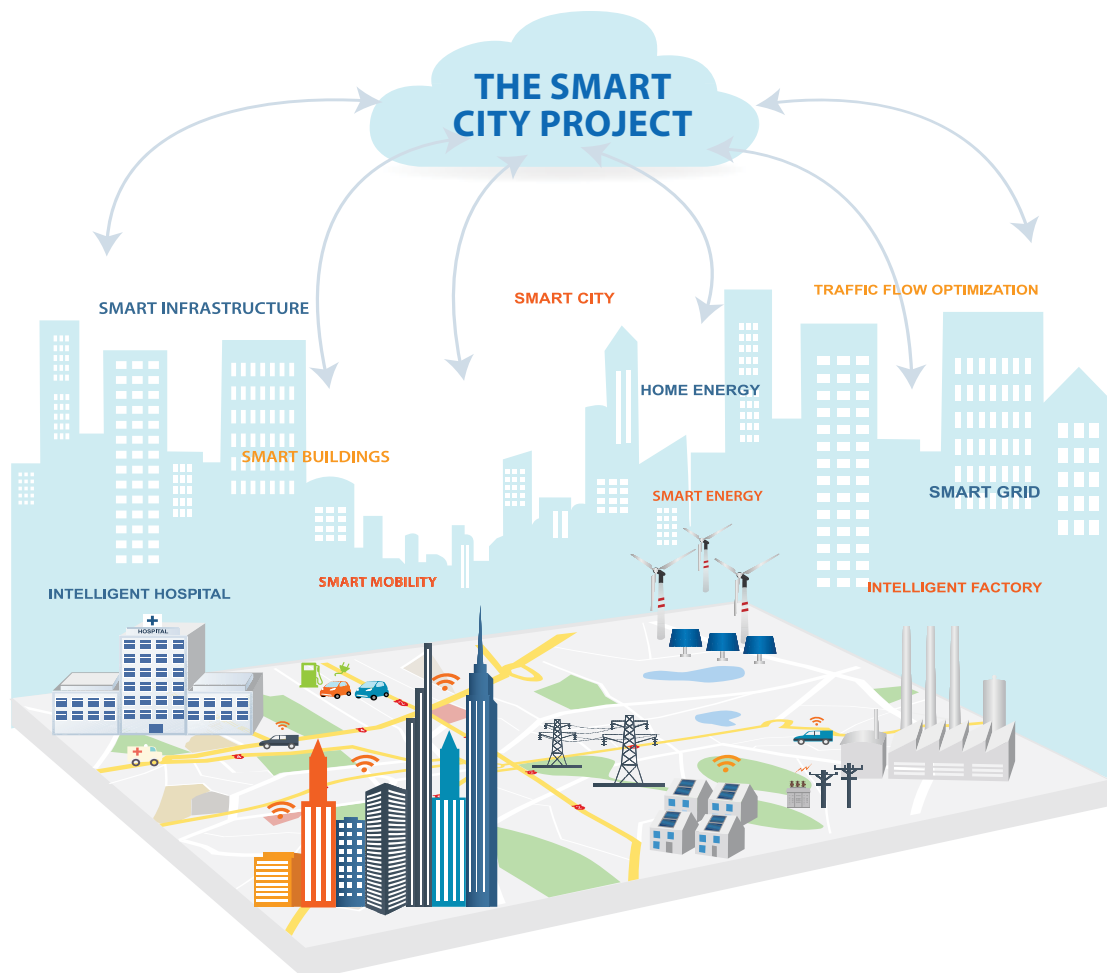 THE SMART
CITY PROJECT
SMART INFRASTRUCTURE
SMART CITY
TRAFFIC FLOW OPTIMIZATION
HOME ENERGY
SMART BUILDINGS
SMART ENERGY
SMART GRID
SMART MOBILITY
INTELLIGENT HOSPITAL
INTELLIGENT FACTORY
HOSPITAL